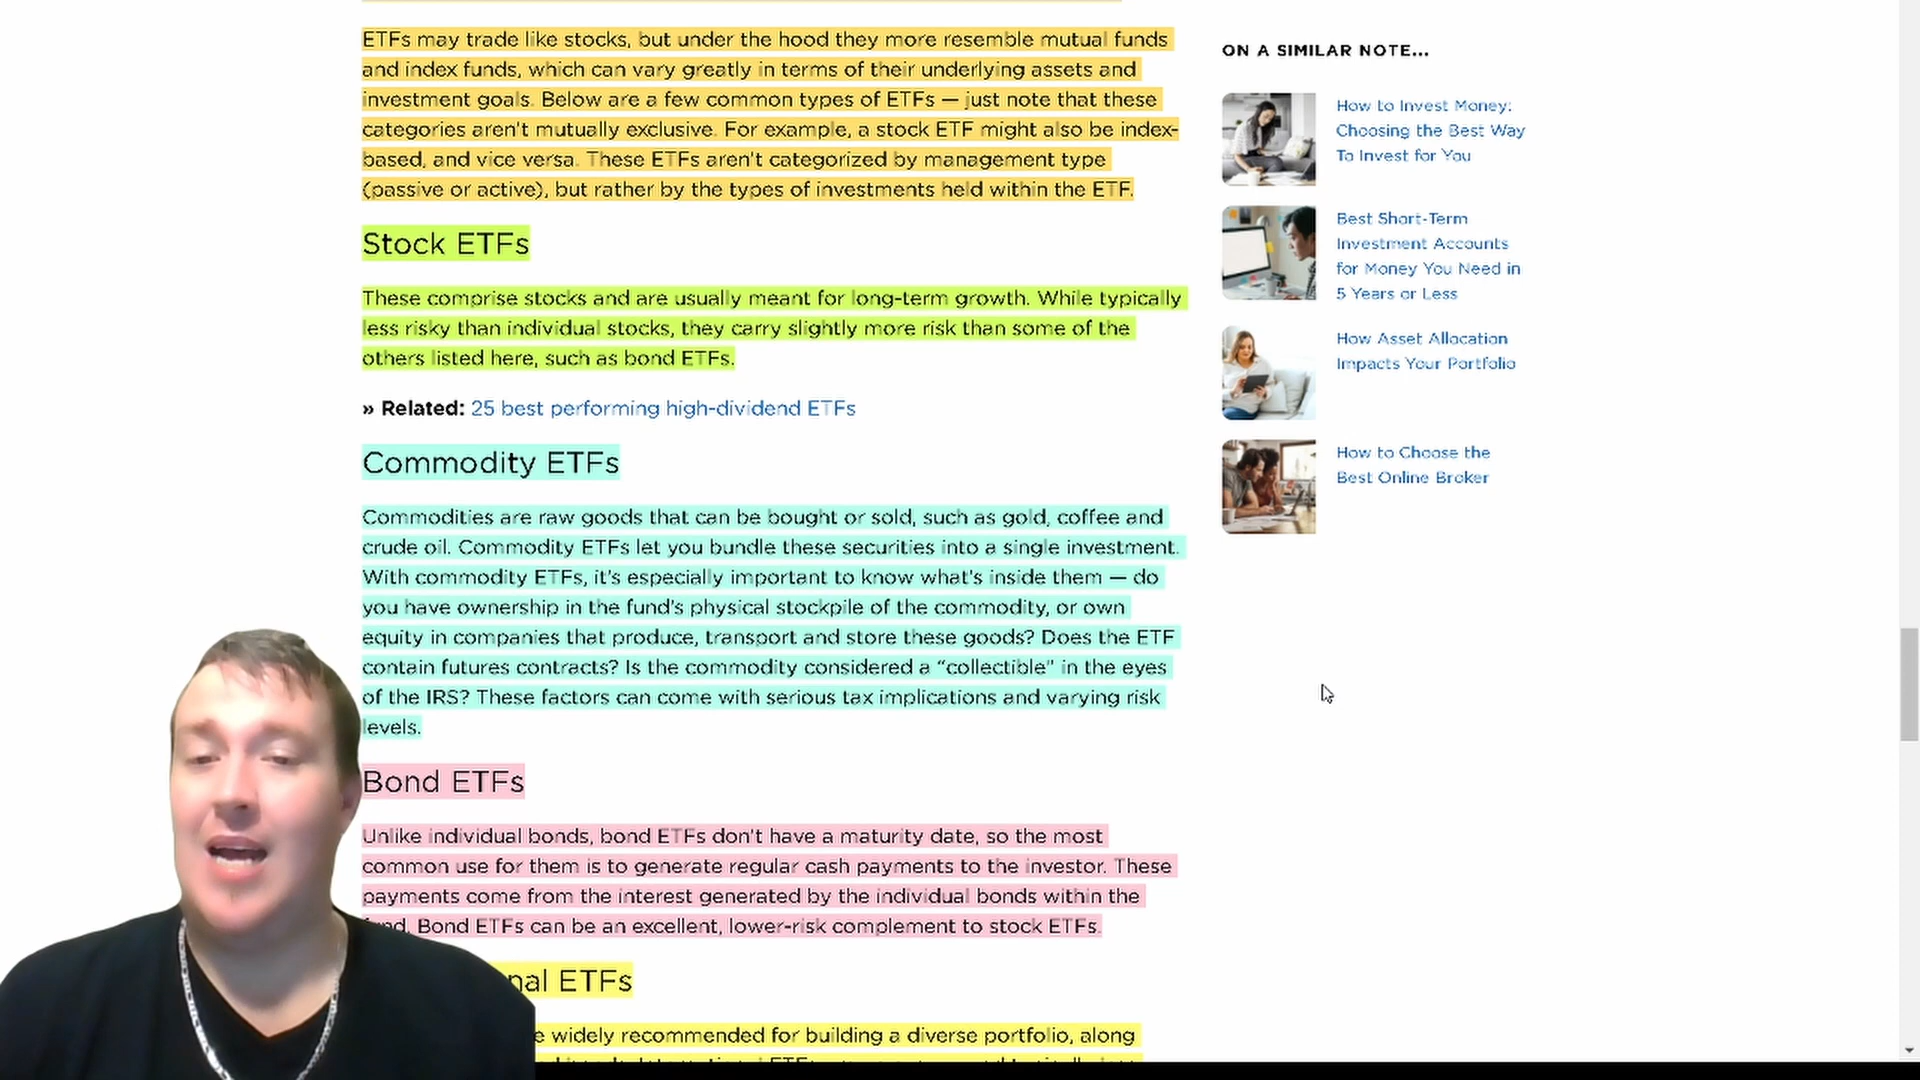 ETFs may trade like stocks, but under the hood they more resemble mutual funds
and index funds, which can vary greatly in terms of their underlying assets and
investment goals. Below are a few common types of ETFs — just note that these
categories aren't mutually exclusive. For example, a stock ETF might also be index-
based, and vice versa. These ETFs aren't categorized by management type
(passive or active), but rather by the types of investments held within the ETF.
Stock ETFs
These comprise stocks and are usually meant for long-term growth. While typically
less risky than individual stocks, they carry slightly more risk than some of the
others listed here, such as bond ETFs.
» Related: 25 best performing high-dividend ETFs
Commodity ETFs
Commodities are raw goods that can be bought or sold, such as gold, coffee and
crude oil. Commodity ETFs let you bundle these securities into a single investment.
With commodity ETFs, it's especially important to know what's inside them — do
you have ownership in the fund's physical stockpile of the commodity, or own
equity in companies that produce, transport and store these goods? Does the ETF
contain futures contracts? Is the commodity considered a “collectible” in the eyes
of the IRS? These factors can come with serious tax implications and varying risk
levels.
Bond ETFs
Unlike individual bonds, bond ETFs don't have a maturity date, so the most
common use for them is to generate regular cash payments to the investor. These
payments come from the interest generated by the individual bonds within the
Bond ETFs can be an excellent, lower-risk complement to stock ETFs.
ETFs
widely recommended for building a diverse portfolio, along
ON A SIMILAR NOTE...
How to Invest Money:
Choosing the Best Way
To Invest for You
Best Short-Term
Investment Accounts
for Money You Need in
5 Years or Less
How Asset Allocation
Impacts Your Portfolio
How to Choose the
Best Online Broker